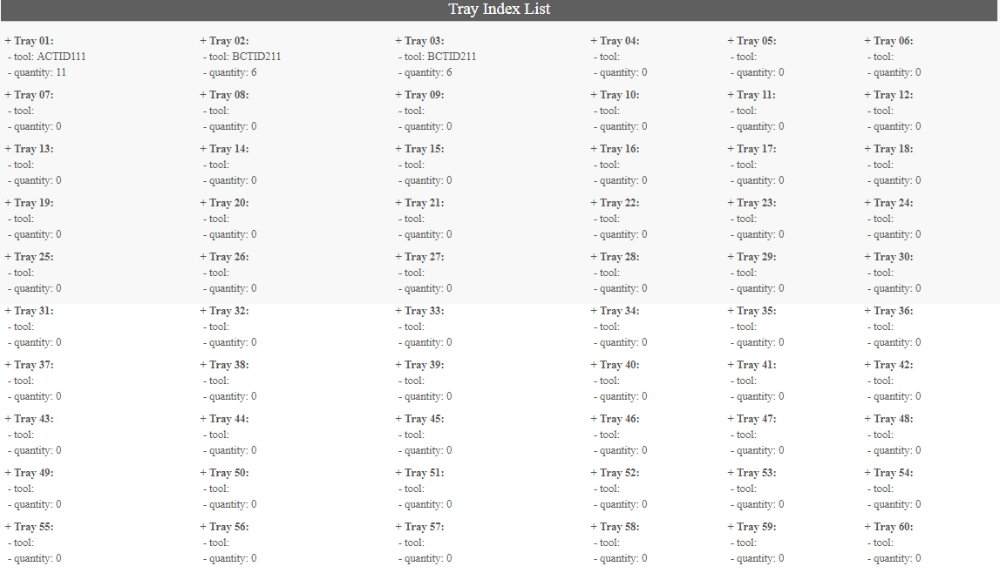 Tray Index List
+ Tray 01: + Tray 02: + Tray 03: + Tray 04: + Tray 05: + Tray 06:
- tool: ACTID111 - tool: BCTID211 - tool: BCTID211 - tool: - tool: - tool:
- quantity: 11 - quantity: 6 - quantity: 6 - quantity: 0 - quantity: 0 - quantity: 0
+ Tray 07: + Tray 08: + Tray 09: + Tray 10: + Tray 11: + Tray 12:
- tool: - tool: - tool: - tool: - tool: - tool:
- quantity: 0 - quantity: 0 - quantity: 0 - quantity: 0 - quantity: 0 - quantity: 0
+ Tray 13: + Tray 14: + Tray 15: + Tray 16: + Tray 17: + Tray 18:
- tool: - tool: - tool: - tool: - tool: - tool:
- quantity: 0 - quantity: 0 - quantity: 0 - quantity: 0 - quantity: 0 - quantity: 0
+ Tray 19: + Tray 20: + Tray 21: + Tray 22: + Tray 23: + Tray 24:
- tool: - tool: - tool: - tool: - tool: - tool:
- quantity: 0 - quantity: 0 - quantity: 0 - quantity: 0 - quantity: 0 - quantity: 0
+ Tray 25: + Tray 26: + Tray 27: + Tray 28: + Tray 29: + Tray 30:
- tool: - tool: - tool: - tool: - tool: - tool:
- quantity: 0 - quantity: 0 - quantity: 0 - quantity: 0 - quantity: 0 - quantity: 0
+ Tray 31: + Tray 32: + Tray 33: + Tray 34: + Tray 35: + Tray 36:
- tool: - tool: - tool: - tool: - tool: - tool:
- quantity: 0 - quantity: 0 - quantity: 0 - quantity: 0 - quantity: 0 - quantity: 0
+ Tray 37: + Tray 38: + Tray 39: + Tray 40: + Tray 41: + Tray 42:
- tool: - tool: - tool: - tool: - tool: - tool:
- quantity: 0 - quantity: 0 - quantity: 0 - quantity: 0 - quantity: 0 - quantity: 0
+ Tray 43: + Tray 44: + Tray 45: + Tray 46: + Tray 47: + Tray 48:
- tool: - tool: - tool: - tool: - tool: - tool:
- quantity: 0 - quantity: 0 - quantity: 0 - quantity: 0 - quantity: 0 - quantity: 0
+ Tray 49: + Tray 50: + Tray 51: + Tray 52: + Tray 53: + Tray 54:
- tool: - tool: - tool: - tool: - tool: - tool:
- quantity: 0 - quantity: 0 - quantity: 0 - quantity: 0 - quantity: 0 - quantity: 0
+ Tray 55: + Tray 56: + Tray 57: + Tray 58: + Tray 59: + Tray 60:
- tool: - tool: - tool: - tool: - tool: - tool:
- quantity: 0 - quantity: 0 - quantity: 0 - quantity: 0 - quantity: 0 - quantity: 0